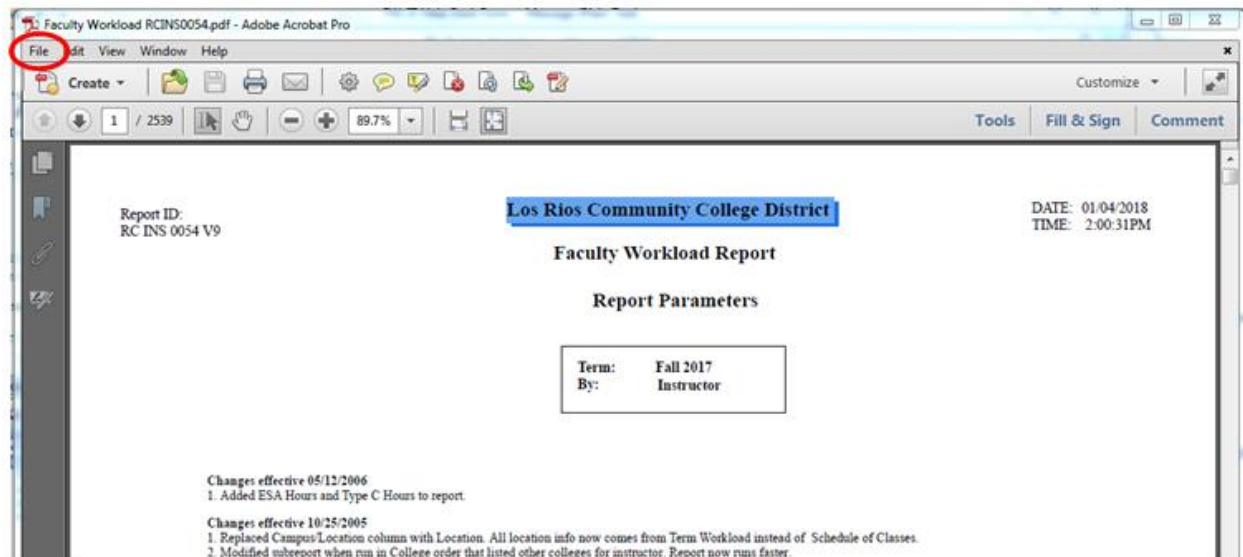 Faculty Workload RCINS0054.pdf - Adobe Acrobat Pro
File Edit View Window Help
Create Customize
1 / 2539 89.7% Tools Fill & Sign Comment
Report ID:
RC INS 0054 V9
Los Rios Community College District
DATE: 01/04/2018
TIME: 2:00:31PM
Faculty Workload Report
Report Parameters
Term: Fall 2017
By: Instructor
Changes effective 05/12/2006
1. Added ESA Hours and Type C Hours to report.
Changes effective 10/25/2005
1. Replaced Campus/Location column with Location. All location info now comes from Term Workload instead of Schedule of Classes.
2. Modified subreport when run in College order that listed other colleges for instructor. Report now runs faster.